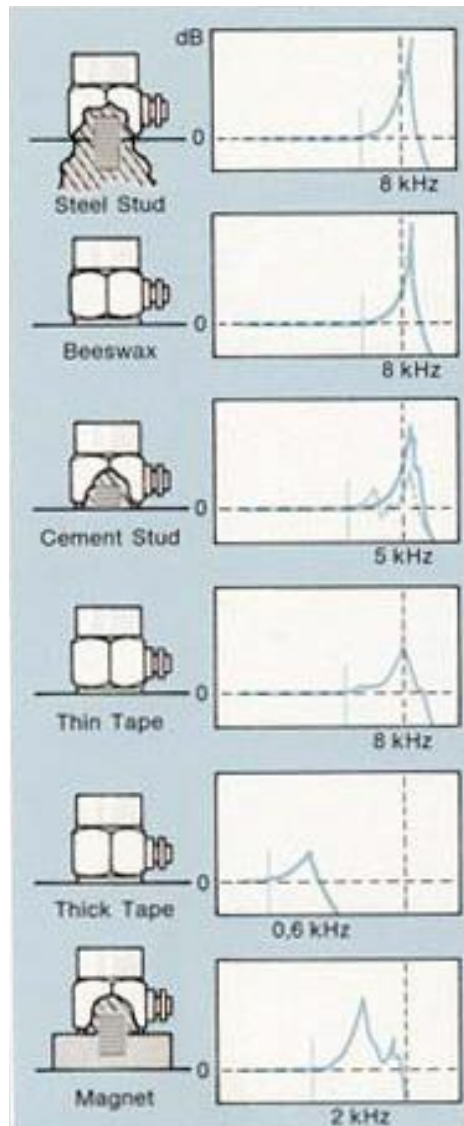 dB
0
8 kHz
Steel Stud
0
Beeswax
8 kHz
0
Cement Stud
5 kHz
0
Thin Tape
8 kHz
0
Thick Tape
0,6 kHz
0
Magnet
2 kHz